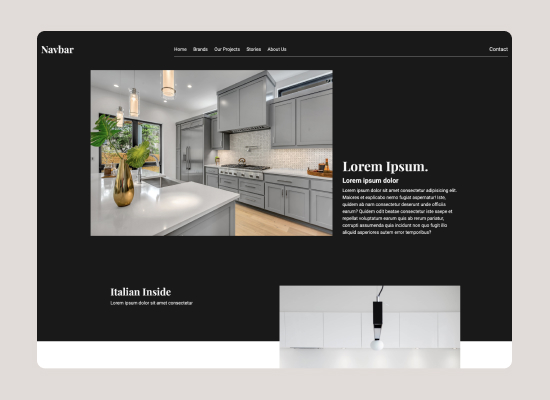 Navbar
Home Brands Our Projects Stories About Us
Contact
Lorem Ipsum.
Lorem ipsum dolor
Lorem ipsum dolor sit amet consectetur adipisicing elit.
Maiores et explicabo nemo fugiat aspernatur! Iste,
quidem ab nam consectetur deserunt unde officiis
earum? Quidem odit beatae consectetur iste saepe et
repellat voluptatum earum quia ab rerum pariatur,
corrupti assumenda quia incidunt non quo fugit illo
aliquid asperiores autem error temporibus?
Italian Inside
Lorem ipsum dolor sit amet consectetur